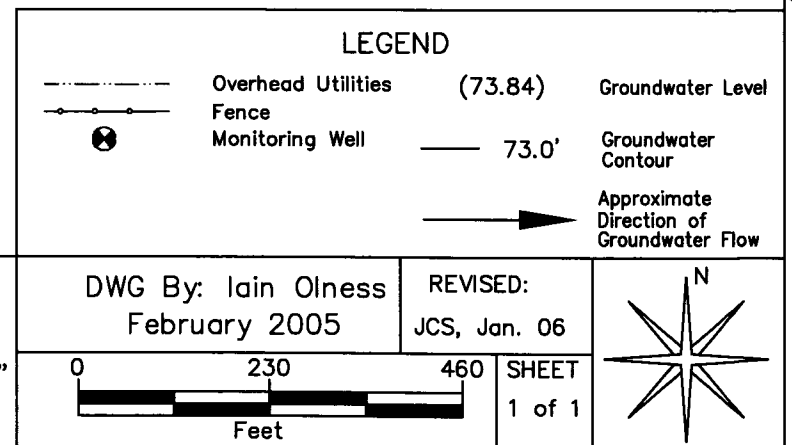 LEGEND
Overhead Utilities
Fence
Monitoring Well
(73.84) Groundwater Level
73.0' Groundwater
Contour
Approximate
Direction of
Groundwater Flow
DWG By: Iain Olness
February 2005
REVISED:
JCS, Jan. 06
N
"
0 230 460
Feet
SHEET
1 of 1